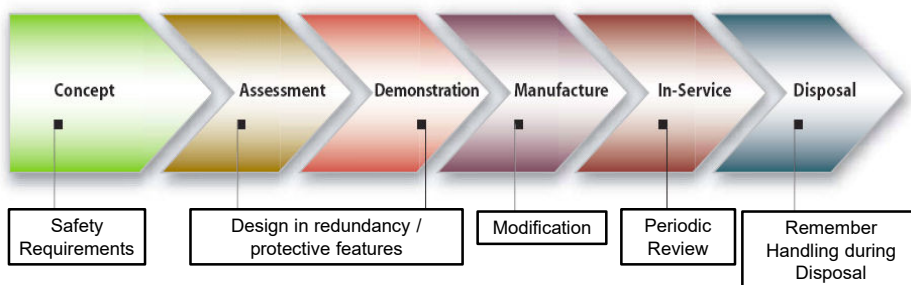 Concept
Assessment
Demonstration
Manufacture
In-Service
Disposal
Safety
Requirements
Design in redundancy /
protective features
Modification
Periodic
Review
Remember
Handling during
Disposal